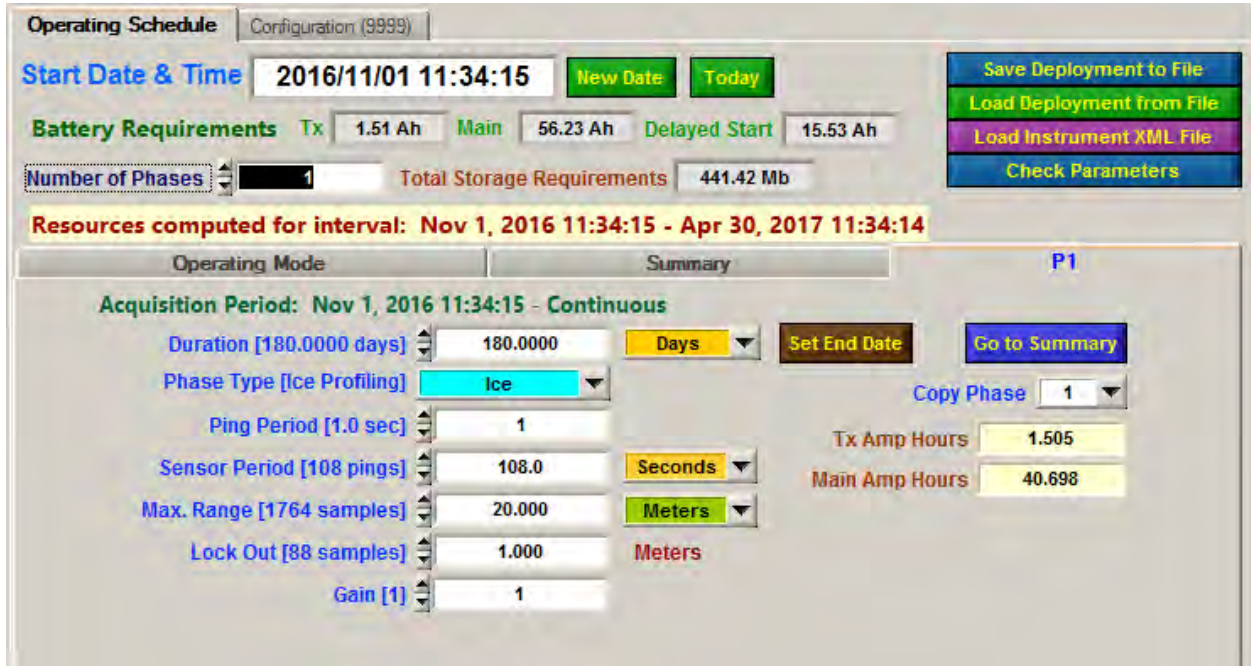 Operating Schedule Configuration (9999)
Start Date & Time 2016/11/01 11:34:15 New Date Today Save Deployment to File
Load Deployment from File
Battery Requirements Tx 1.51 Ah Main 56.23 Ah Delayed Start 15.53 Ah Load Instrument XML File
Number of Phases 1 Total Storage Requirements 441.42 Mb Check Parameters
Resources computed for interval: Nov 1, 2016 11:34:15 - Apr 30, 2017 11:34:14
Operating Mode Summary P1
Acquisition Period: Nov 1, 2016 11:34:15 - Continuous
Duration [180.0000 days] 180.0000 Days Set End Date Go to Summary
Phase Type [Ice Profiling] Ice Copy Phase 1
Ping Period [1.0 sec] 1 Tx Amp Hours 1.505
Sensor Period [108 pings] 108.0 Seconds Main Amp Hours 40.698
Max. Range [1764 samples] 20.000 Meters
Lock Out [88 samples] 1.000 Meters
Gain [1] 1